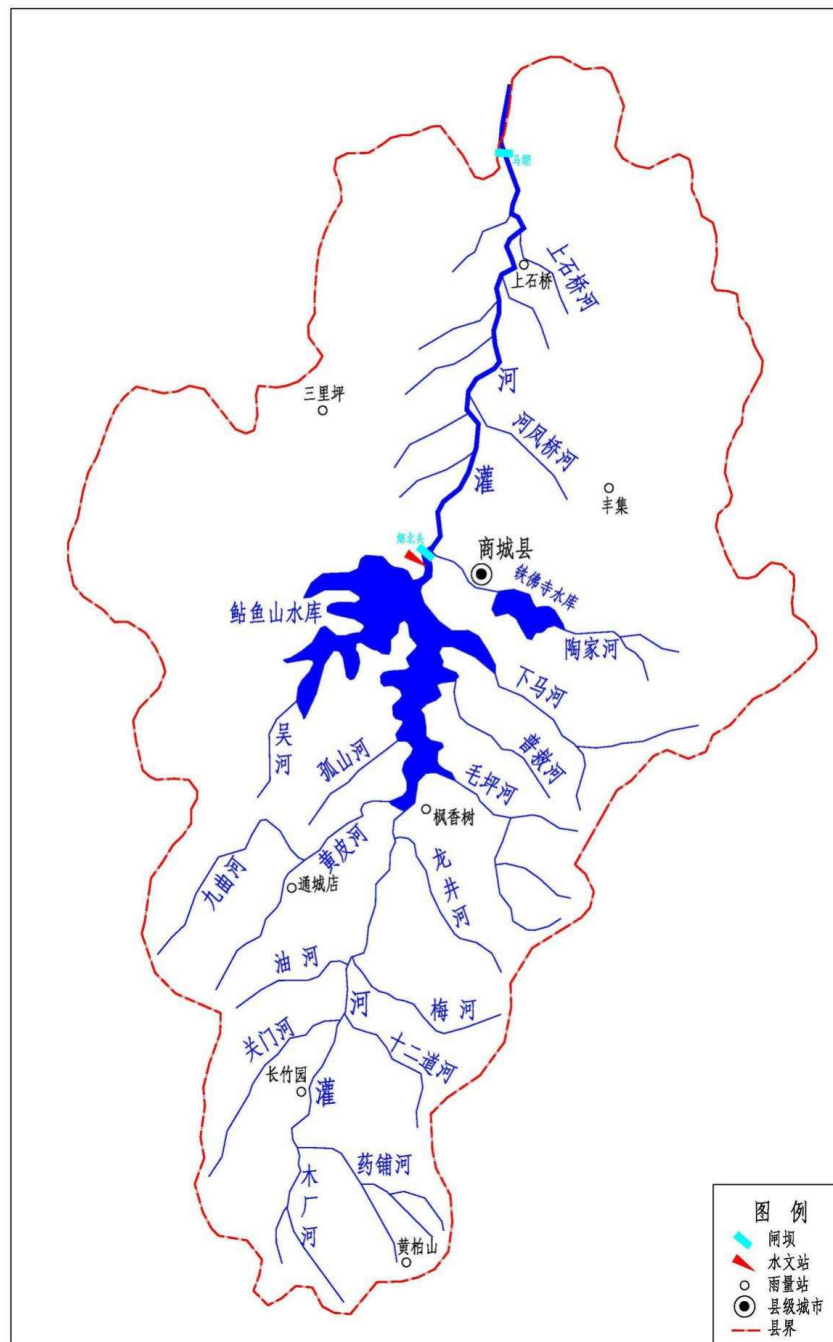 马堽
上石桥河
上石桥
河
三里坪
河凤桥河
灌
丰集
商城县
铁佛寺水库
鲇鱼山水库
陶家河
下马河
吴河
孤山河
普救河
毛坪河
枫香树
黄皮河
九曲河
通城店
龙井河
油河
河
梅河
关门河
十二道河
长竹园
灌
药铺河
木厂河
黄柏山
图 例
闸坝
水文站
雨量站
县级城市
县界